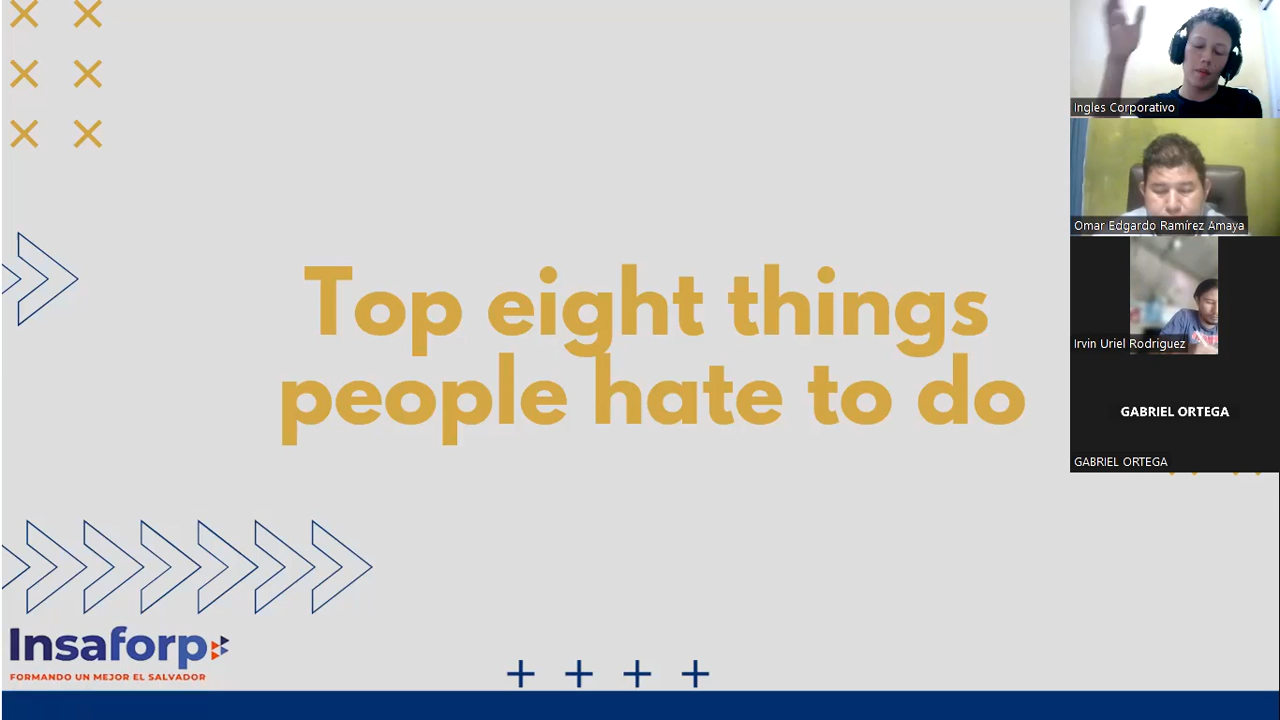 Top eight things
people hate to do
Insaforp
FORMANDO UN MEJOR EL SALVADOR
Ingles Corporativo
Omar Edgardo Ramírez Amaya
Irvin Uriel Rodriguez
GABRIEL ORTEGA
GABRIEL ORTEGA